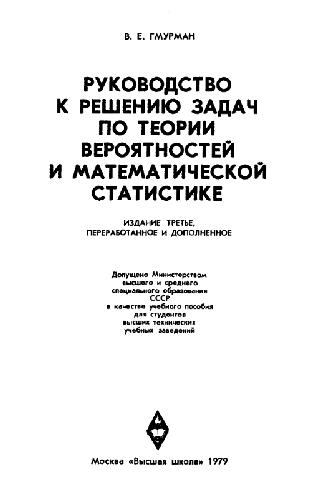 В. Е. ГМУРМАН
РУКОВОДСТВО
К РЕШЕНИЮ ЗАДАЧ
ПО ТЕОРИИ
ВЕРОЯТНОСТЕЙ
И МАТЕМАТИЧЕСКОЙ
СТАТИСТИКЕ
ИЗДАНИЕ ТРЕТЬЕ,
ПЕРЕРАБОТАННОЕ И ДОПОЛНЕННОЕ
Допущено Министерством
высшего и среднего
специального образования
СССР
в качестве учебного пособия
для студентов
высших технических
учебных заведений
Москва «Высшая школа» 1979